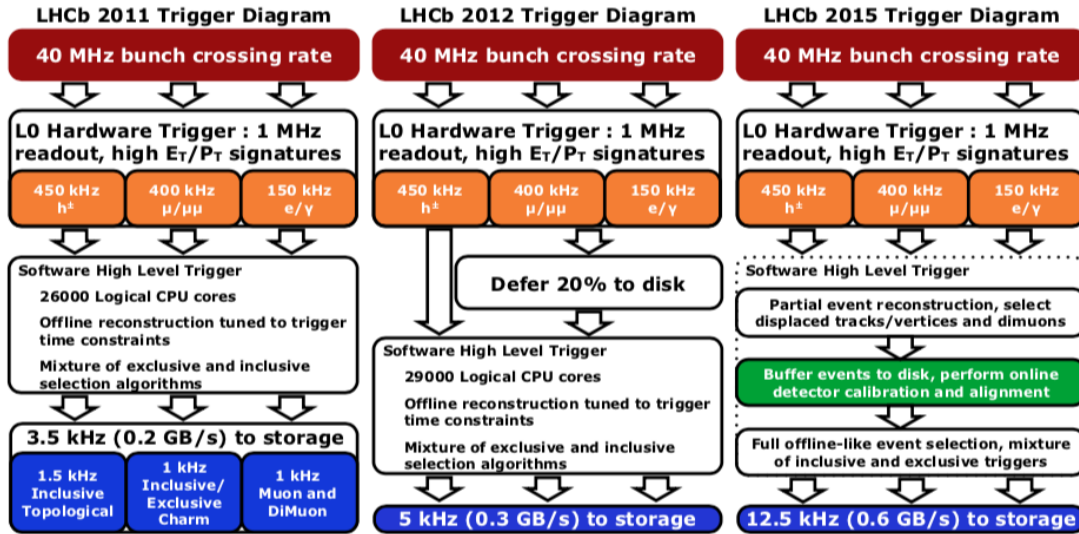 LHCb 2011 Trigger Diagram
40 MHz bunch crossing rate
L0 Hardware Trigger : 1 MHz
readout, high E_T/P_T signatures
450 kHz
h±
400 kHz
μ/μμ
150 kHz
e/γ
Software High Level Trigger
26000 Logical CPU cores
Offline reconstruction tuned to trigger
time constraints
Mixture of exclusive and inclusive
selection algorithms
3.5 kHz (0.2 GB/s) to storage
1.5 kHz
Inclusive
Topological
1 kHz
Inclusive/
Exclusive
Charm
1 kHz
Muon and
DiMuon
LHCb 2012 Trigger Diagram
40 MHz bunch crossing rate
L0 Hardware Trigger : 1 MHz
readout, high E_T/P_T signatures
450 kHz
h±
400 kHz
μ/μμ
150 kHz
e/γ
Defer 20% to disk
Software High Level Trigger
29000 Logical CPU cores
Offline reconstruction tuned to trigger
time constraints
Mixture of exclusive and inclusive
selection algorithms
5 kHz (0.3 GB/s) to storage
LHCb 2015 Trigger Diagram
40 MHz bunch crossing rate
L0 Hardware Trigger : 1 MHz
readout, high E_T/P_T signatures
450 kHz
h±
400 kHz
μ/μμ
150 kHz
e/γ
Software High Level Trigger
Partial event reconstruction, select
displaced tracks/vertices and dimuons
Buffer events to disk, perform online
detector calibration and alignment
Full offline-like event selection, mixture
of inclusive and exclusive triggers
12.5 kHz (0.6 GB/s) to storage